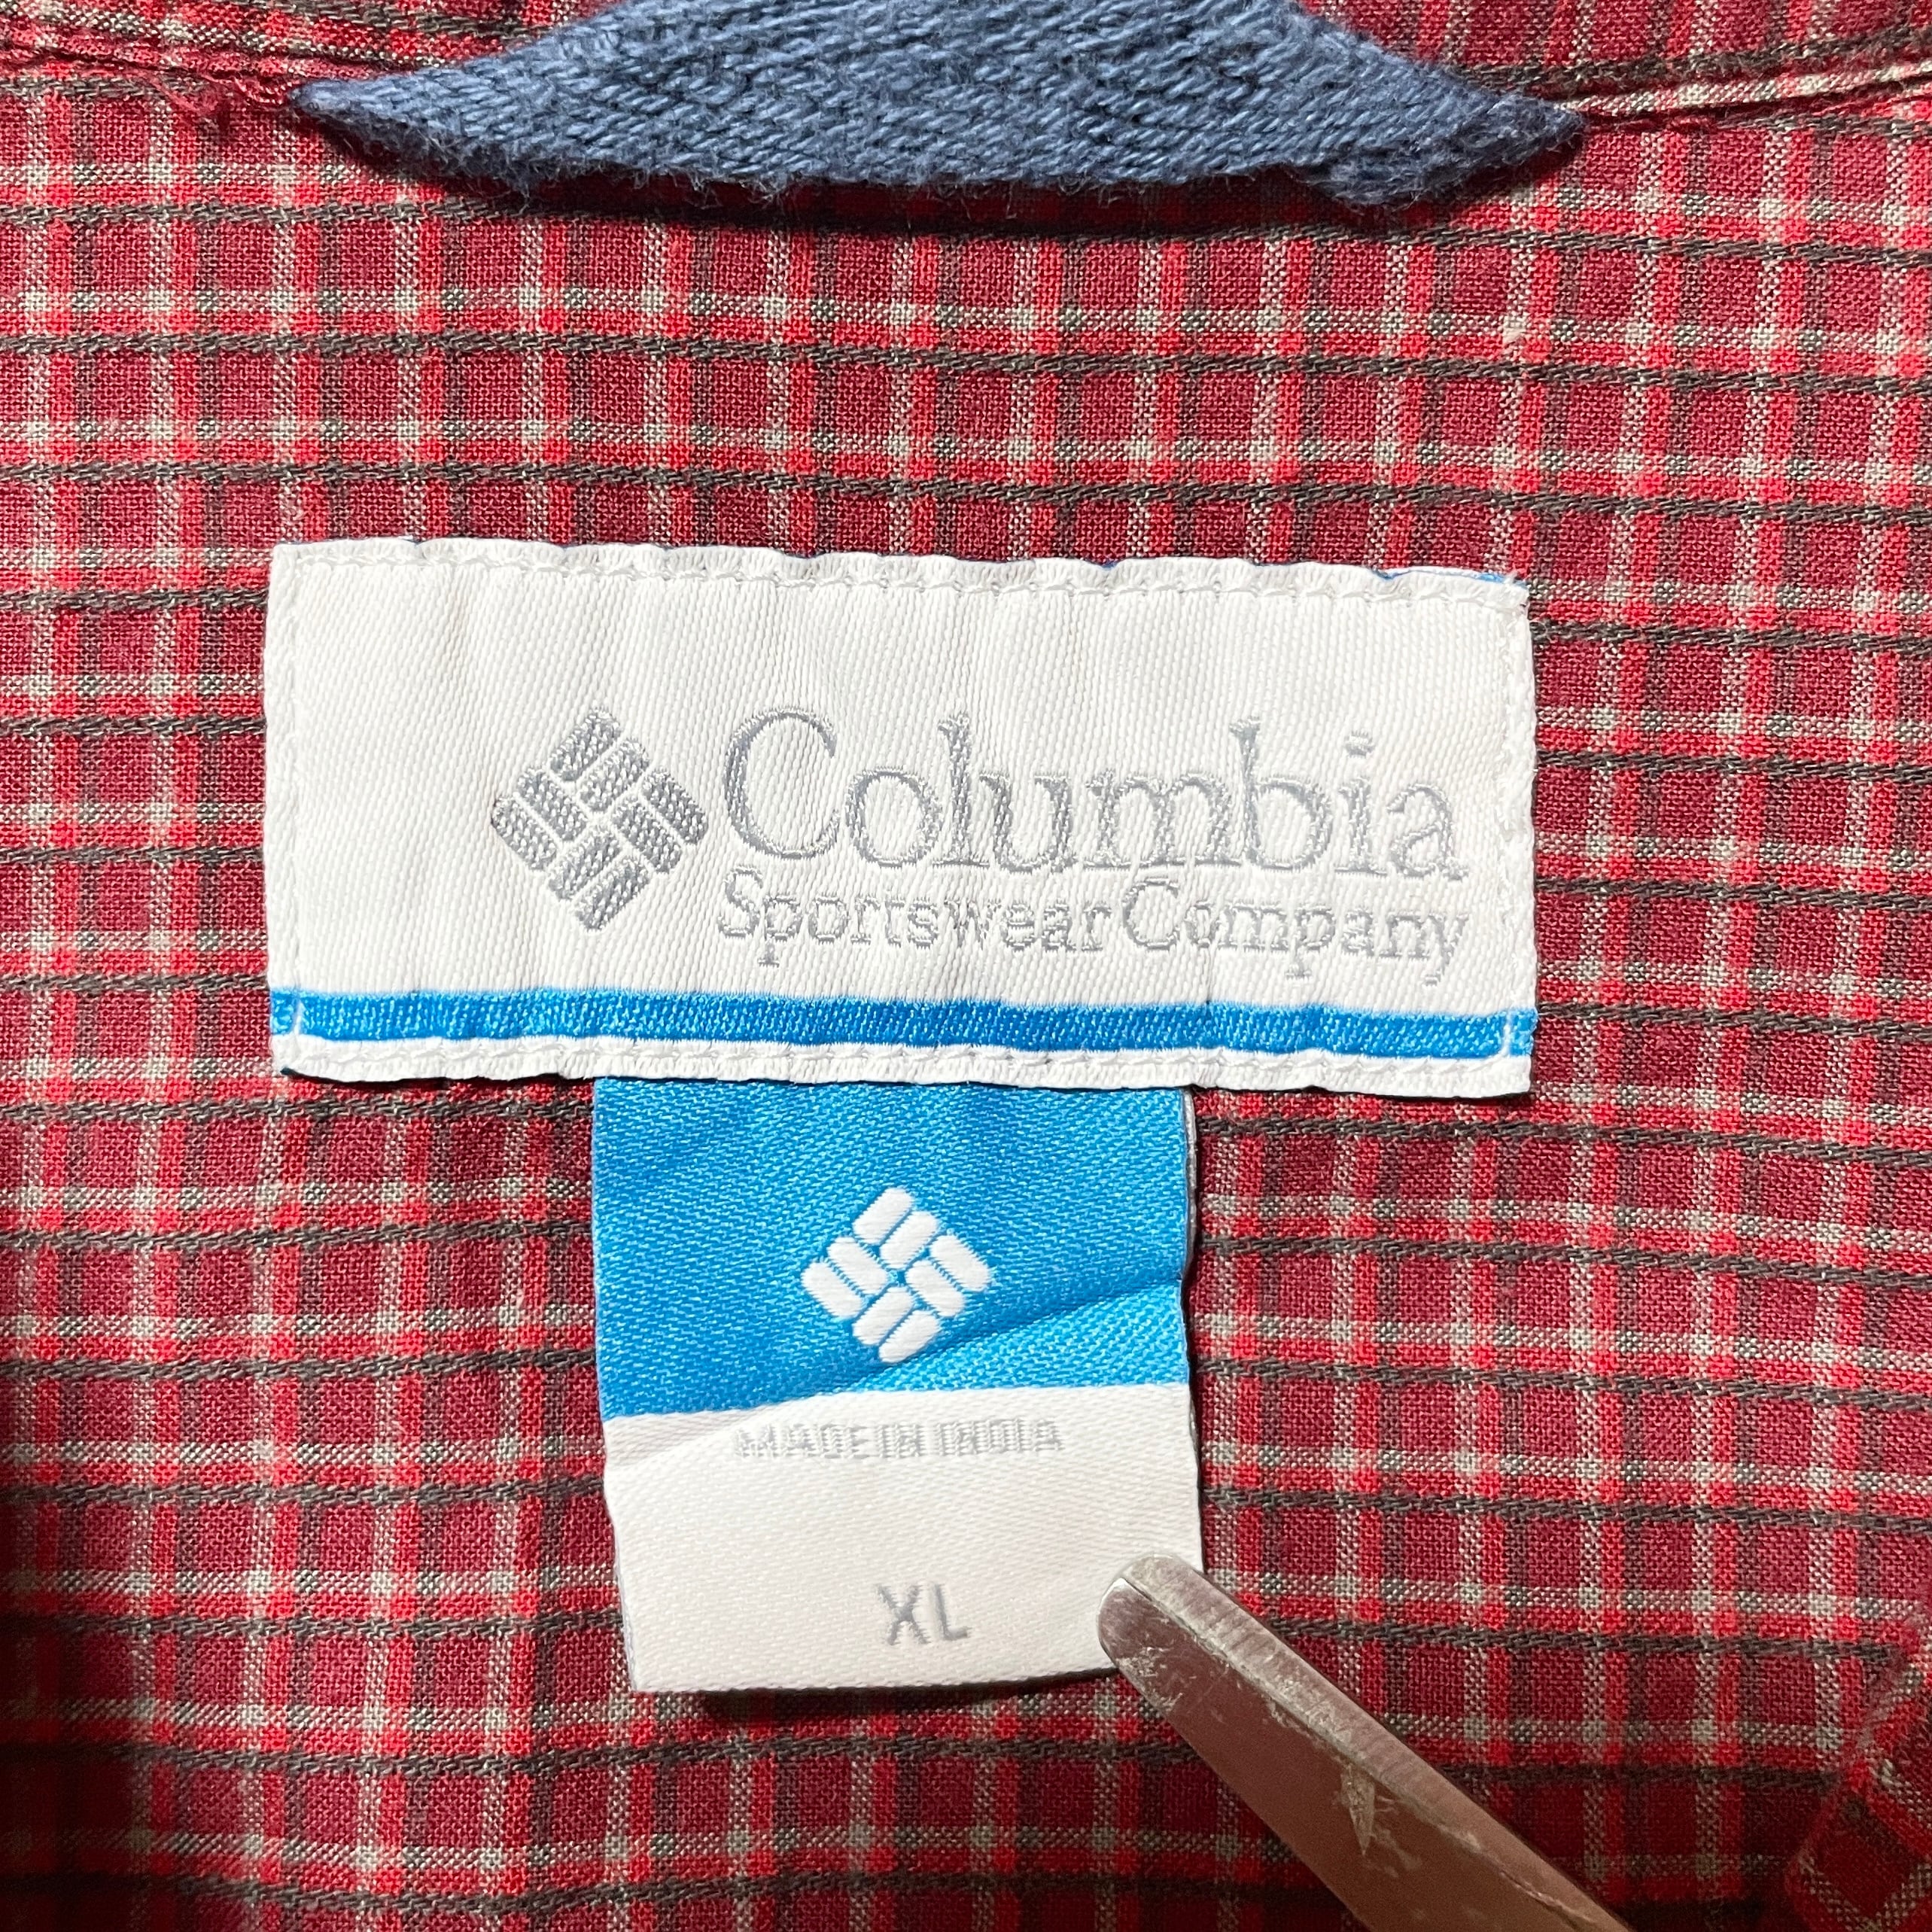 Columbia
Sportswear Company
MADE IN INDIA
XL